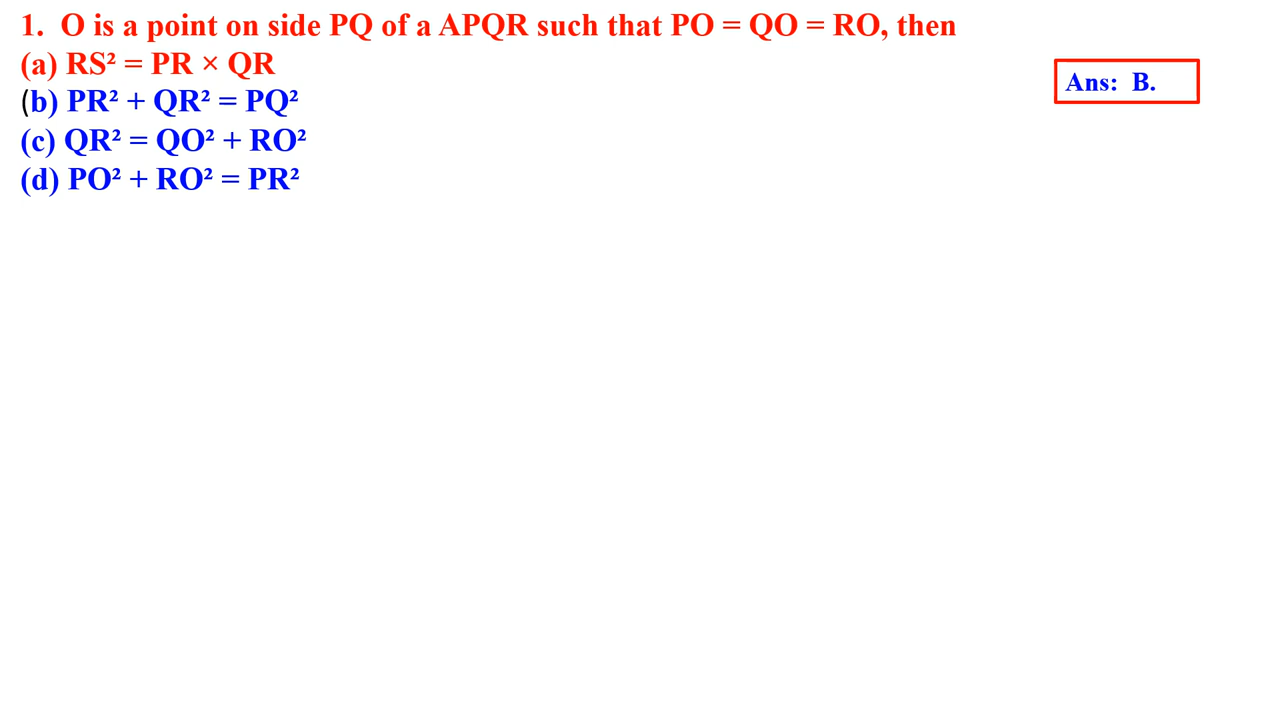 1.  O is a point on side PQ of a APQR such that PO = QO = RO, then
(a) RS² = PR × QR
Ans:  B.
(b) PR² + QR² = PQ²
(c) QR² = QO² + RO²
(d) PO² + RO² = PR²